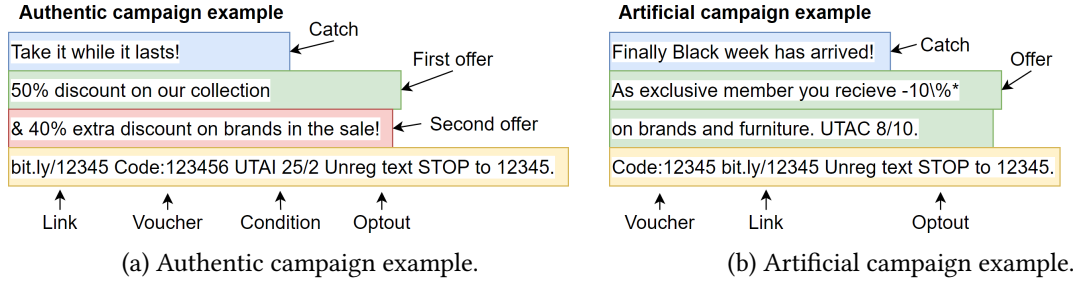 Authentic campaign example
Catch
Take it while it lasts!
First offer
50% discount on our collection
& 40% extra discount on brands in the sale!
Second offer
bit.ly/12345 Code:123456 UTAI 25/2 Unreg text STOP to 12345.
Link Voucher Condition Optout
(a) Authentic campaign example.
Artificial campaign example
Finally Black week has arrived!
Catch
Offer
As exclusive member you recieve -10\%*
on brands and furniture. UTAC 8/10.
Code:12345 bit.ly/12345 Unreg text STOP to 12345.
Voucher Link Optout
(b) Artificial campaign example.